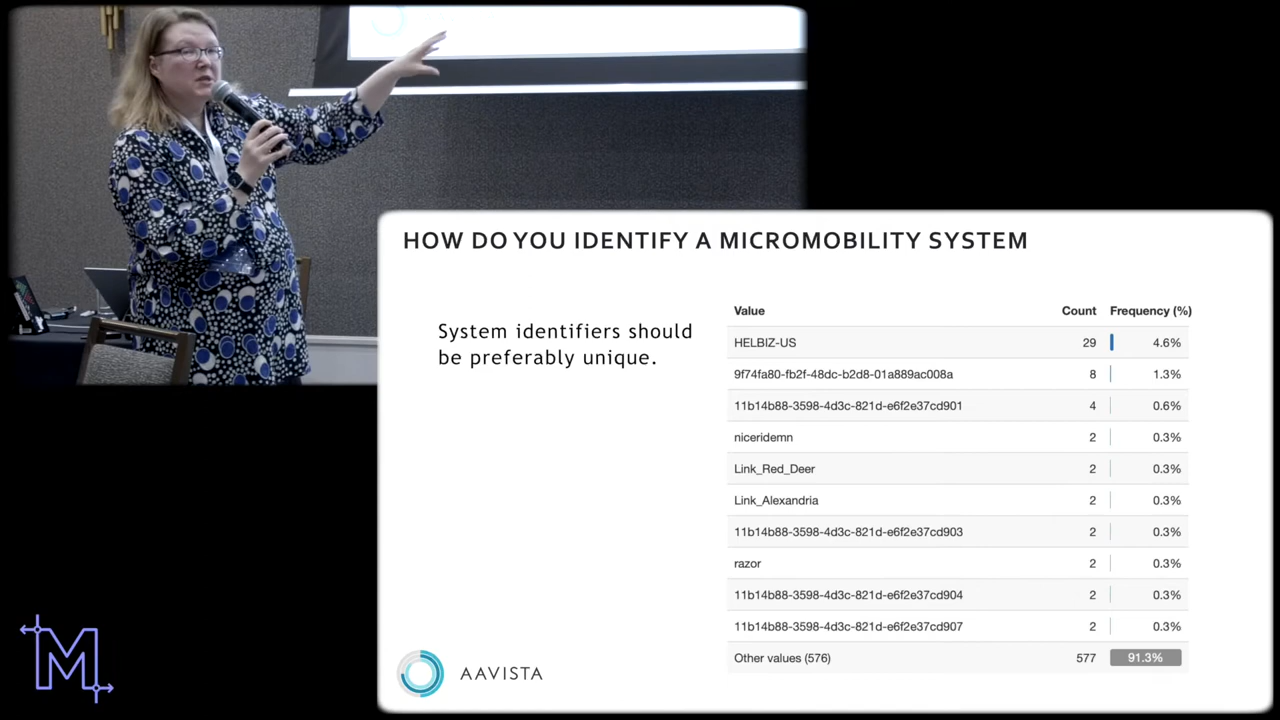 HOW DO YOU IDENTIFY A MICROMOBILITY SYSTEM
System identifiers should
be preferably unique.
Value Count Frequency (%)
HELBIZ-US 29 4.6%
9f74fa80-fb2f-48dc-b2d8-01a889ac008a 8 1.3%
11b14b88-3598-4d3c-821d-e6f2e37cd901 4 0.6%
niceridemn 2 0.3%
Link_Red_Deer 2 0.3%
Link_Alexandria 2 0.3%
11b14b88-3598-4d3c-821d-e6f2e37cd903 2 0.3%
razor 2 0.3%
11b14b88-3598-4d3c-821d-e6f2e37cd904 2 0.3%
11b14b88-3598-4d3c-821d-e6f2e37cd907 2 0.3%
Other values (576) 577 91.3%
AAVISTA
M